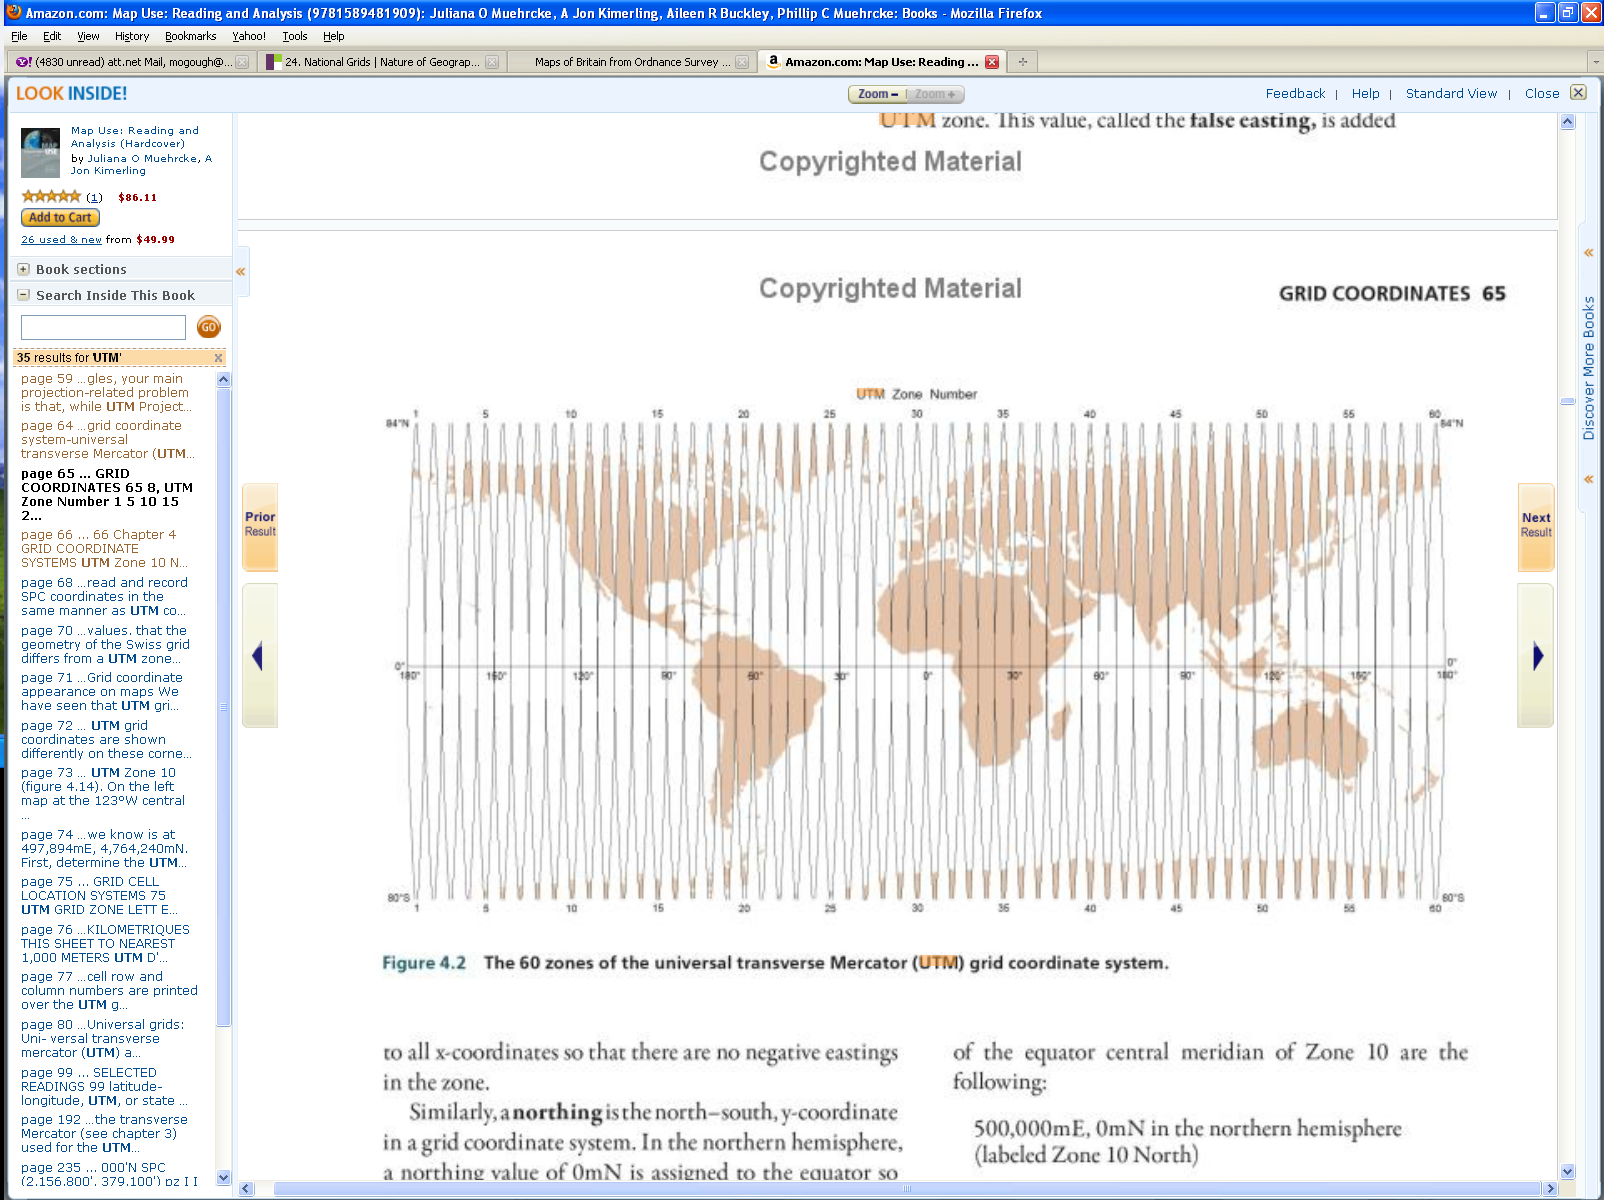 Amazon.com: Map Use: Reading and Analysis (9781589481909): Juliana O Muehrcke, A Jon Kimerling, Aileen R Buckley, Phillip C Muehrcke: Books - Mozilla Firefox
File Edit View History Bookmarks Yahoo! Tools Help
Y! (4830 unread) att.net Mail, mogough@...
24. National Grids | Nature of Geograp...
Maps of Britain from Ordnance Survey ...
Amazon.com: Map Use: Reading ...
LOOK INSIDE!
Zoom – | Zoom +
Feedback | Help | Standard View | Close
Map Use: Reading and
Analysis (Hardcover)
by Juliana O Muehrcke, A
Jon Kimerling
(1) $86.11
Add to Cart
26 used & new from $49.99
Book sections
Search Inside This Book
GO
35 results for 'UTM'
page 59 ...gles, your main
projection-related problem
is that, while UTM Project...
page 64 ...grid coordinate
system-universal
transverse Mercator (UTM...
page 65 ... GRID
COORDINATES 65 8, UTM
Zone Number 1 5 10 15
2...
page 66 ... 66 Chapter 4
GRID COORDINATE
SYSTEMS UTM Zone 10 N...
page 68 ...read and record
SPC coordinates in the
same manner as UTM co...
page 70 ...values. that the
geometry of the Swiss grid
differs from a UTM zone...
page 71 ...Grid coordinate
appearance on maps We
have seen that UTM gri...
page 72 ... UTM grid
coordinates are shown
differently on these corne...
page 73 ... UTM Zone 10
(figure 4.14). On the left
map at the 123ºW central
...
page 74 ...we know is at
497,894mE, 4,764,240mN.
First, determine the UTM...
page 75 ... GRID CELL
LOCATION SYSTEMS 75
UTM GRID ZONE LETT E...
page 76 ...KILOMETRIQUES
THIS SHEET TO NEAREST
1,000 METERS UTM D'...
page 77 ...cell row and
column numbers are printed
over the UTM g...
page 80 ...Universal grids:
Uni- versal transverse
mercator (UTM) a...
page 99 ... SELECTED
READINGS 99 latitude-
longitude, UTM, or state ...
page 192 ...the transverse
Mercator (see chapter 3)
used for the UTM...
page 235 ... 000'N SPC
(2.156.800'. 379.100') pz I I
UTM zone. This value, called the false easting, is added
Copyrighted Material
Copyrighted Material
GRID COORDINATES 65
Prior
Result
Next
Result
Discover More Books
UTM Zone Number
1 5 10 15 20 25 30 35 40 45 50 55 60
84°N 84°N
0° 0°
180° 150° 120° 90° 60° 30° 0° 30° 60° 90° 120° 150° 180°
80°S 80°S
1 5 10 15 20 25 30 35 40 45 50 55 60
Figure 4.2 The 60 zones of the universal transverse Mercator (UTM) grid coordinate system.
to all x-coordinates so that there are no negative eastings
in the zone.
Similarly, a northing is the north–south, y-coordinate
in a grid coordinate system. In the northern hemisphere,
a northing value of 0mN is assigned to the equator so
of the equator central meridian of Zone 10 are the
following:
500,000mE, 0mN in the northern hemisphere
(labeled Zone 10 North)